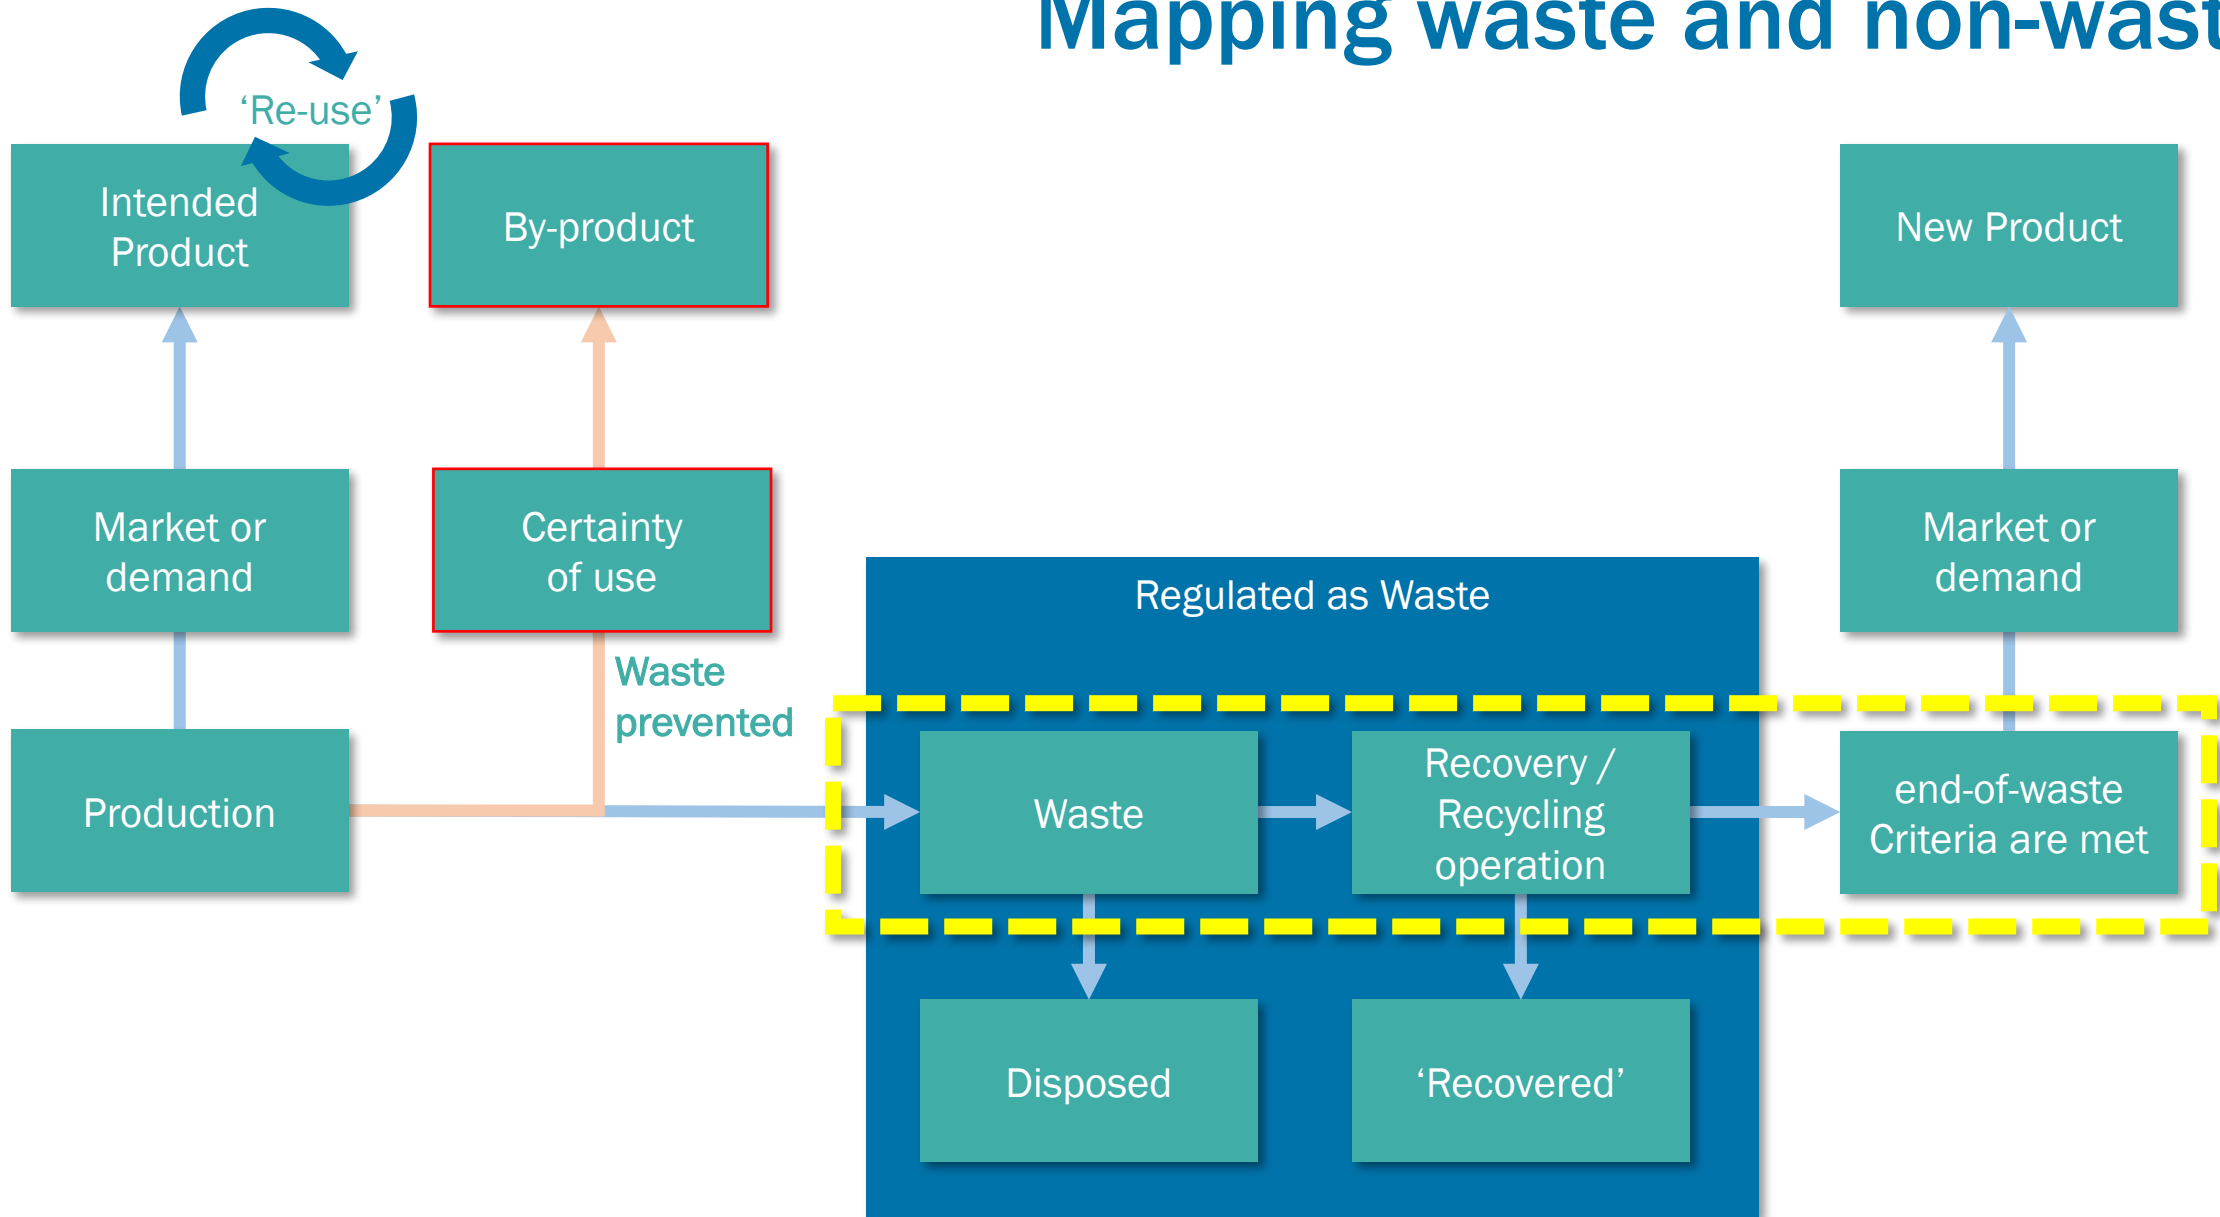 Mapping waste and non-wast
‘Re-use’
Intended
Product
By-product
New Product
Market or
demand
Certainty
of use
Market or
demand
Regulated as Waste
Waste
prevented
Production
Waste
Recovery /
Recycling
operation
end-of-waste
Criteria are met
Disposed
‘Recovered’